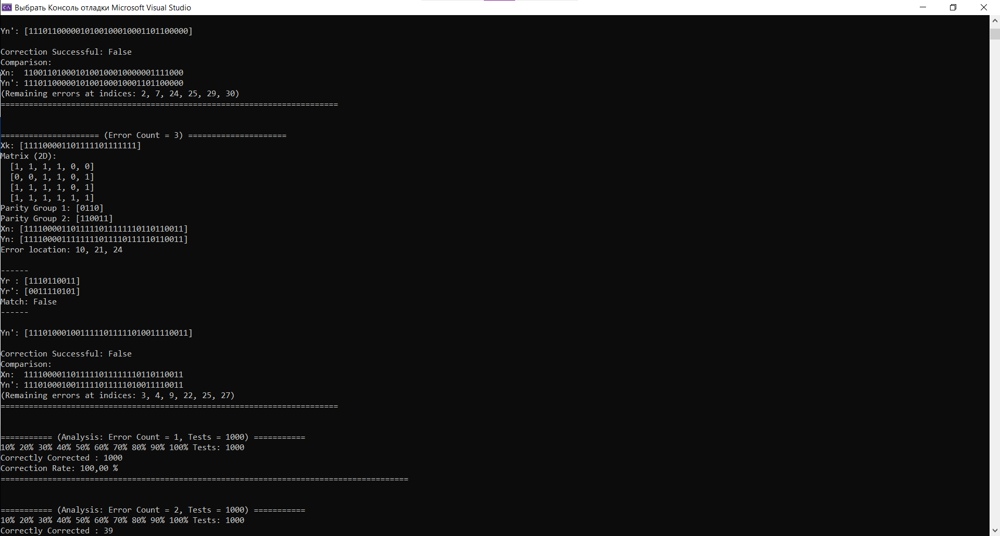 Выбрать Консоль отладки Microsoft Visual Studio
Yn': [1110110000010100100010001101100000]
Correction Successful: False
Comparison:
Xn:  1100110100010100100010000001111000
Yn': 1110110000010100100010001101100000
(Remaining errors at indices: 2, 7, 24, 25, 29, 30)
========================================================================
===================== (Error Count = 3) =====================
Xk: [111100001101111101111111]
Matrix (2D):
[1, 1, 1, 1, 0, 0]
[0, 0, 1, 1, 0, 1]
[1, 1, 1, 1, 0, 1]
[1, 1, 1, 1, 1, 1]
Parity Group 1: [0110]
Parity Group 2: [110011]
Xn: [1111000011011111011111110110110011]
Yn: [1111000011111111011110111110110011]
Error location: 10, 21, 24
------
Yr : [1110110011]
Yr': [0011110101]
Match: False
------
Yn': [1110100010011111011111010011110011]
Correction Successful: False
Comparison:
Xn:  1111000011011111011111110110110011
Yn': 1110100010011111011111010011110011
(Remaining errors at indices: 3, 4, 9, 22, 25, 27)
========================================================================
=========== (Analysis: Error Count = 1, Tests = 1000) ===========
10% 20% 30% 40% 50% 60% 70% 80% 90% 100% Tests: 1000
Correctly Corrected : 1000
Correction Rate: 100,00 %
=======================================================================================
=========== (Analysis: Error Count = 2, Tests = 1000) ===========
10% 20% 30% 40% 50% 60% 70% 80% 90% 100% Tests: 1000
Correctly Corrected : 39